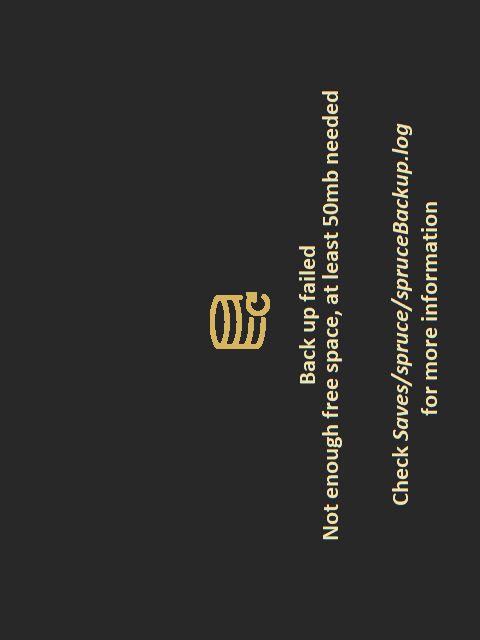 Back up failed
Not enough free space, at least 50mb needed
Check Saves/spruce/spruceBackup.log
for more information